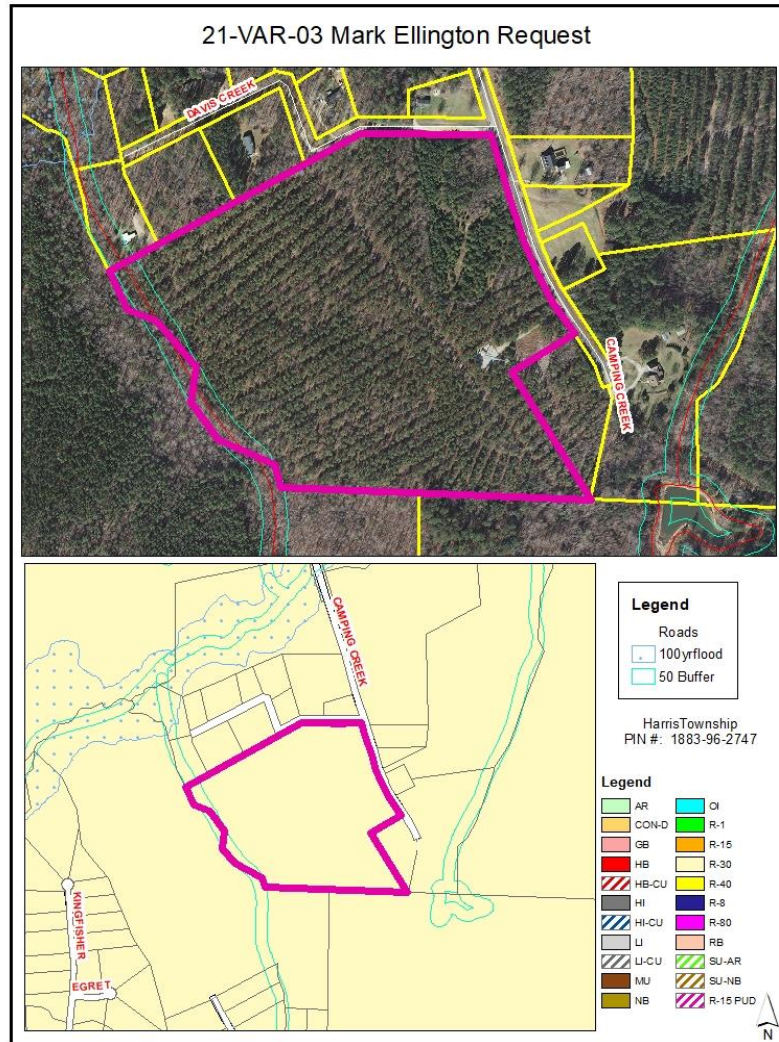 21-VAR-03 Mark Ellington Request
DAVIS CREEK
CAMPING CREEK
CAMPING CREEK
KINGFISHER
EGRET
Legend
Roads
100yrflood
50 Buffer
HarrisTownship
PIN #: 1883-96-2747
Legend
AR
CON-D
GB
HB
HB-CU
HI
HI-CU
LI
LI-CU
MU
NB
OI
R-1
R-15
R-30
R-40
R-8
R-80
RB
SU-AR
SU-NB
R-15 PUD
N